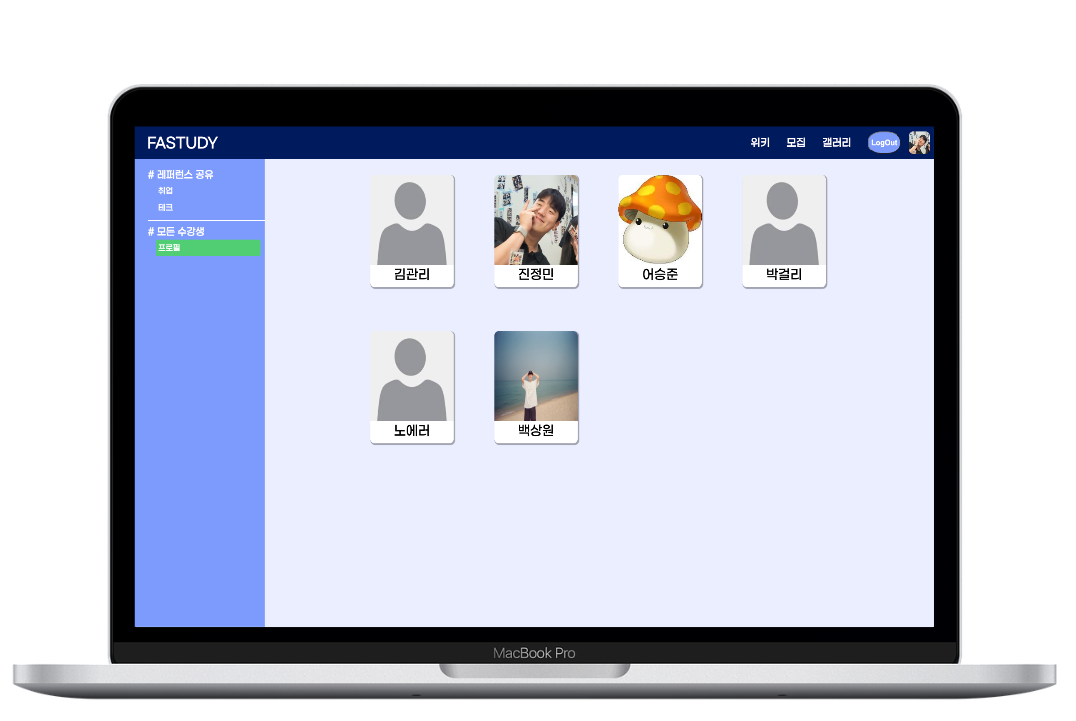 FASTUDY
위키 모집 갤러리 LogOut
# 레퍼런스 공유
취업
테크
# 모든 수강생
프로필
김관리 진정민 어승준 박걸리
노에러 백상원
MacBook Pro